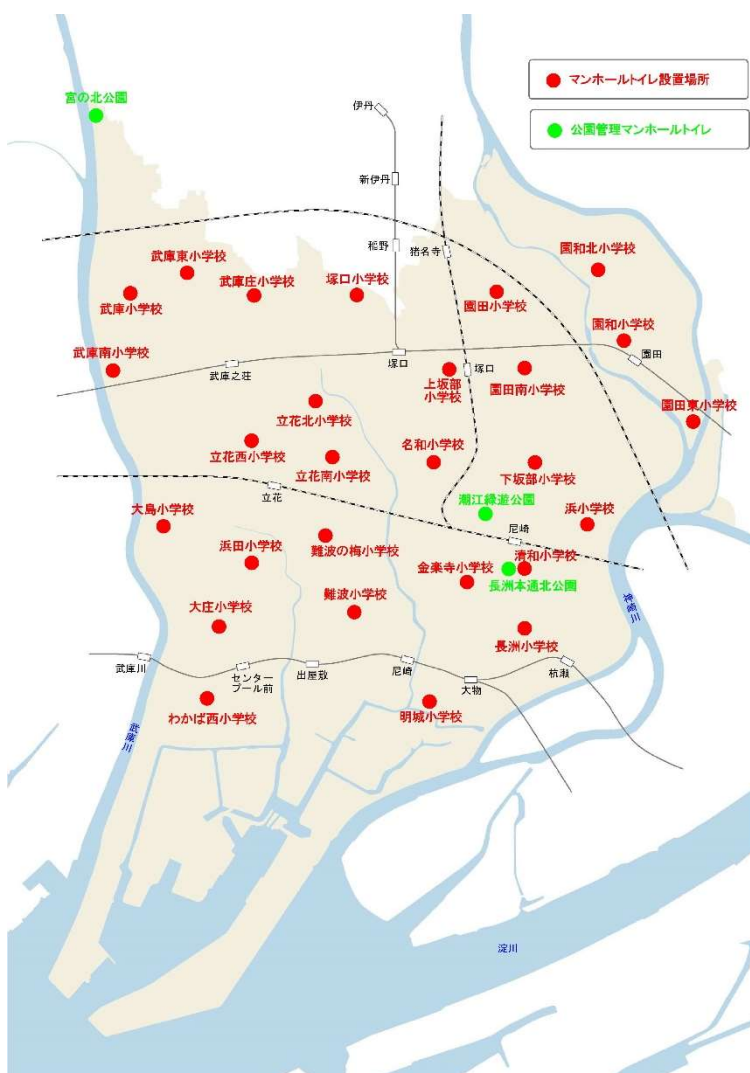 マンホールトイレ設置場所
公園管理マンホールトイレ
宮の北公園
伊丹
新伊丹
稲野
猪名寺
園和北小学校
武庫東小学校
武庫庄小学校
塚口小学校
武庫小学校
園田小学校
園和小学校
武庫南小学校
武庫之荘
塚口
塚口
園田
上坂部
小学校
園田南小学校
立花北小学校
園田東小学校
立花西小学校
立花南小学校
名和小学校
下坂部小学校
立花
潮江緑遊公園
大島小学校
浜小学校
浜田小学校
難波の梅小学校
尼崎
清和小学校
金楽寺小学校
長洲本通北公園
難波小学校
大庄小学校
長洲小学校
武庫川
センター
プール前
出屋敷
尼崎
大物
杭瀬
わかば西小学校
明城小学校
武庫川
淀川